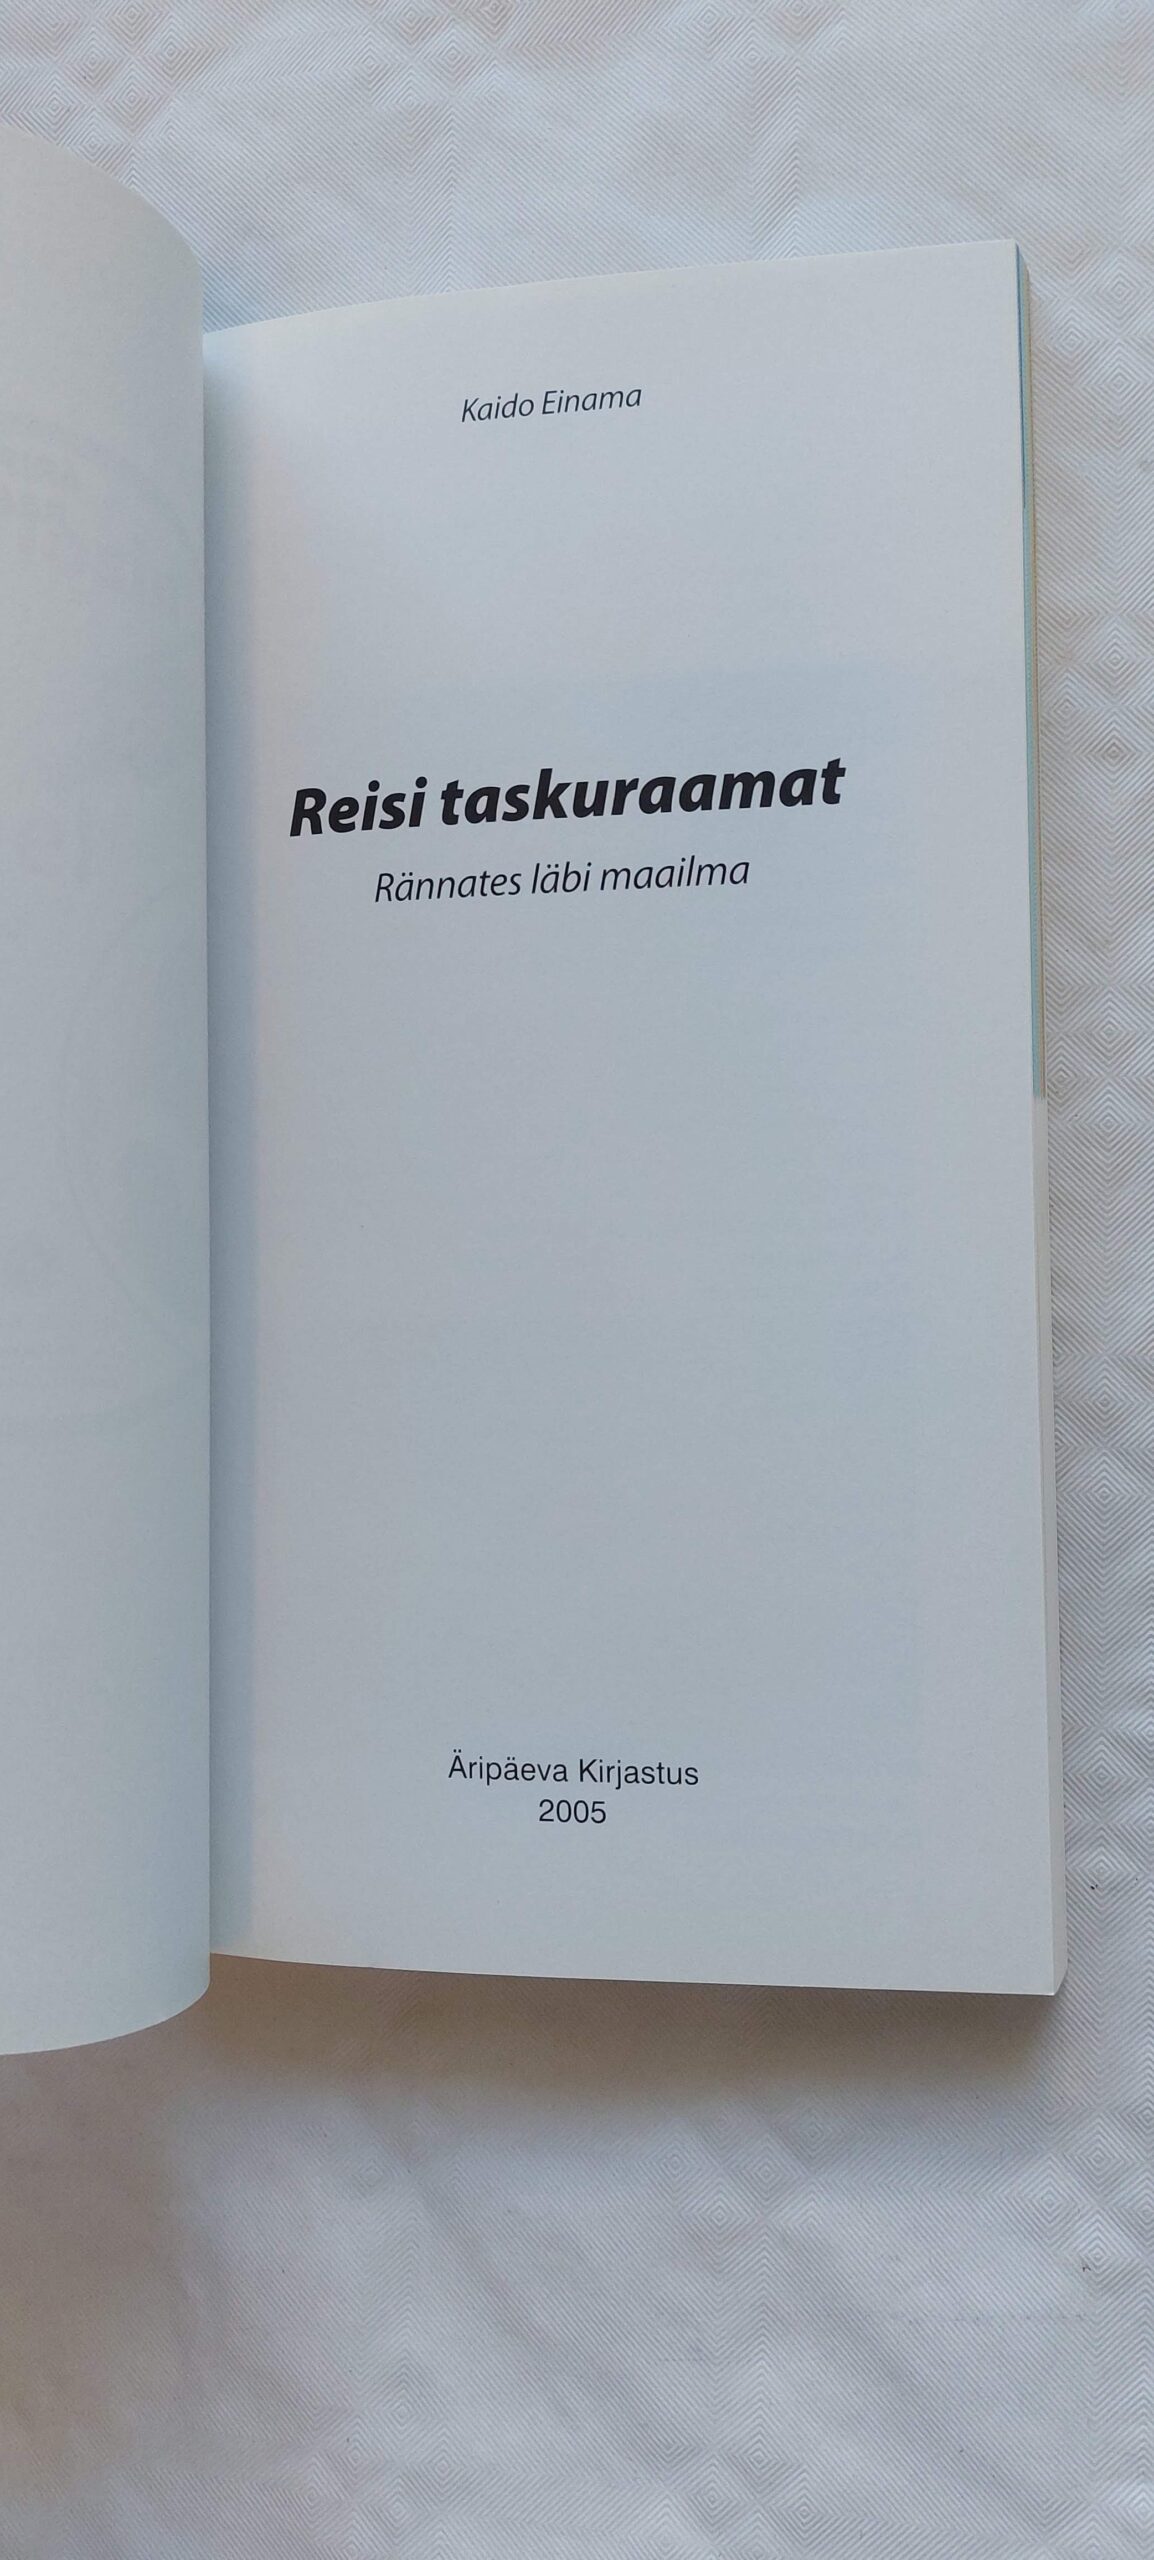 Kaido Einama
Reisi taskuraamat
Rännates läbi maailma
Äripäeva Kirjastus
2005